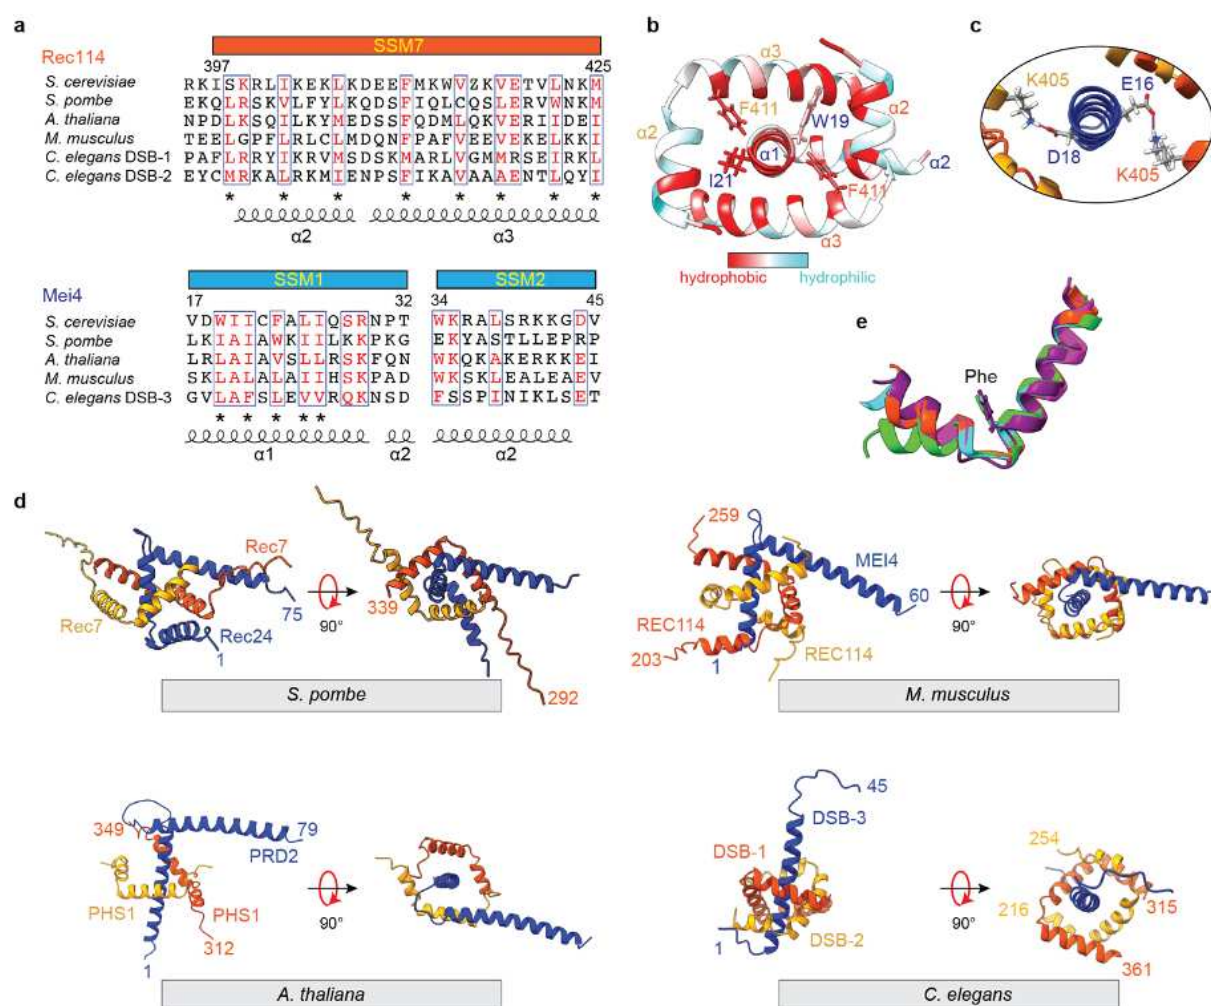 a
SSM7
Rec114
397
425
S. cerevisiae RKISKRLIKEKLKDEEFMKWVZKVETVLNKM
S. pombe EKQLRSKVLFYLKQDSFIQLCQSLERVWNKM
A. thaliana NPDLKSQILKYMEDSSFQDMLQKVERIIDEI
M. musculus TEELGPFLRLCLMDQNFPAFVEEVEKELRKL
C. elegans DSB-1 PAFLRRYIKRVMSDSKMARLVGMMRSEIRKL
C. elegans DSB-2 EYCMRKALRKMINPSFIKAVAAAENTLQYI
* * * * * * * *
α2
α3
SSM1
SSM2
Mei4
17
32
34
45
S. cerevisiae VDWIICFALIQSRNPT WKRALSRKKGDV
S. pombe LKIAIAWKIILKKPKG EKYASTLLEPRP
A. thaliana LRLAIAVSLLRSKFQN WKQKAKERKKEI
M. musculus SKLALALAIIHSKPAD WKSKLEALEAEV
C. elegans DSB-3 GVLAFSLEVVRQKNSD FSSPINIKLSET
* * * * *
α1
α2
α2
b
α3
F411
W19
α2
α2
α1
α2
I21
F411
α3
hydrophobic
hydrophilic
c
K405
E16
D18
K405
e
Phe
d
Rec7
Rec7
Rec24
75
1
90°
339
292
S. pombe
259
MEI4
60
REC114
203
1
REC114
90°
M. musculus
349
79
PRD2
PHS1
PHS1
312
1
90°
A. thaliana
45
DSB-3
DSB-1
1
DSB-2
90°
254
216
315
361
C. elegans